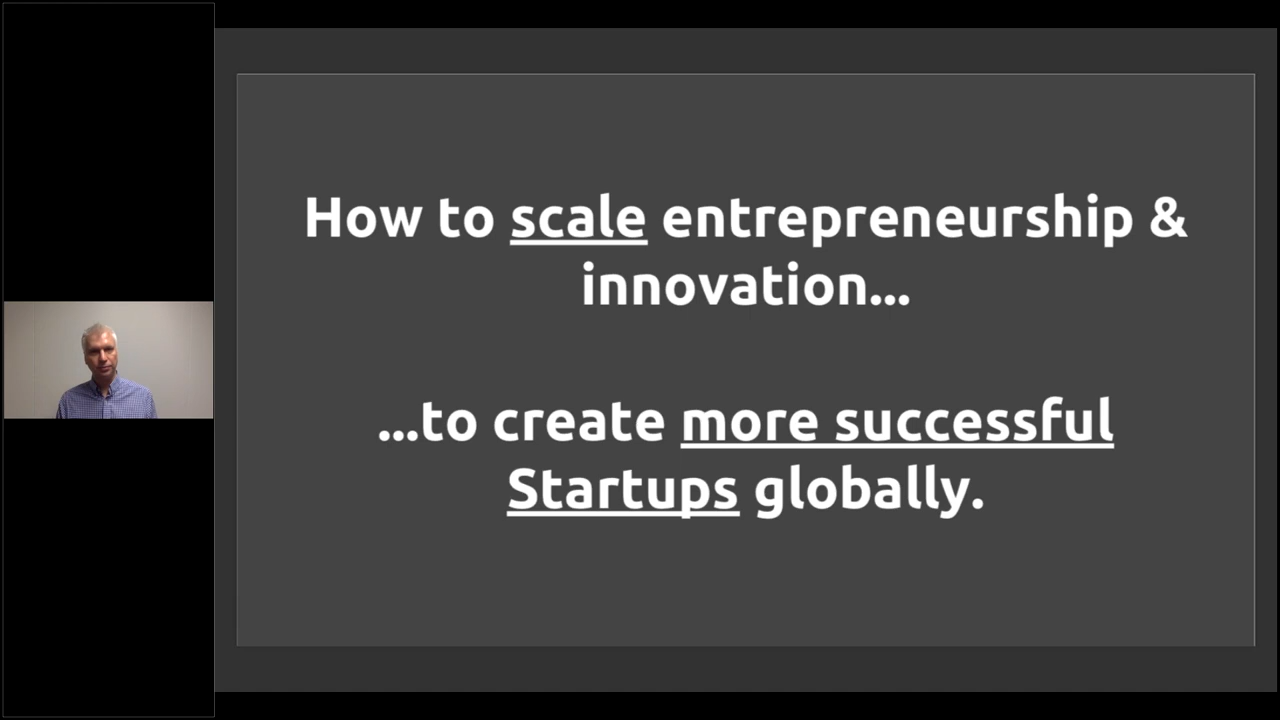 How to scale entrepreneurship &
innovation...
...to create more successful
Startups globally.